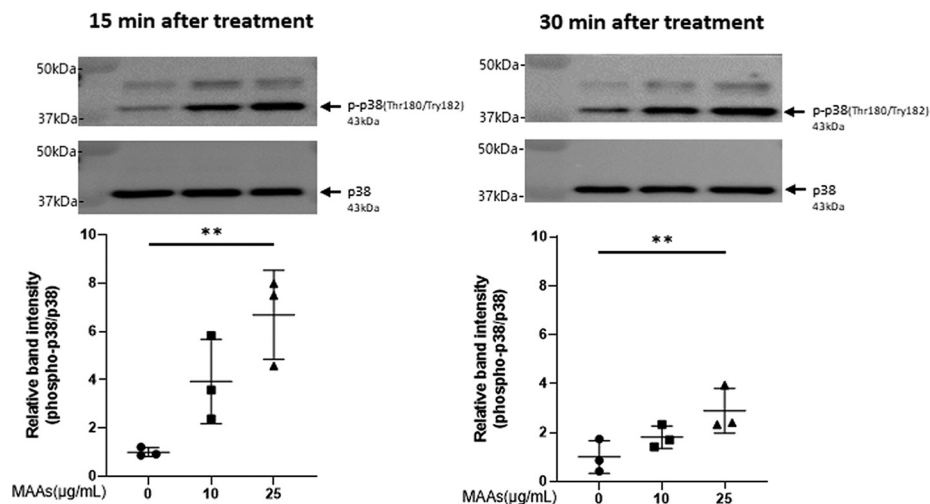 15 min after treatment
50kDa-
37kDa-
p-p38(Thr180/Try182)
43kDa
50kDa-
37kDa-
p38
43kDa
**
Relative band intensity
(phospho-p38/p38)
10
8
6
4
2
0
MAAs(μg/mL) 0 10 25
30 min after treatment
50kDa-
37kDa-
p-p38(Thr180/Try182)
43kDa
50kDa-
37kDa-
p38
43kDa
**
Relative band intensity
(phospho-p38/p38)
10
8
6
4
2
0
MAAs(μg/mL) 0 10 25